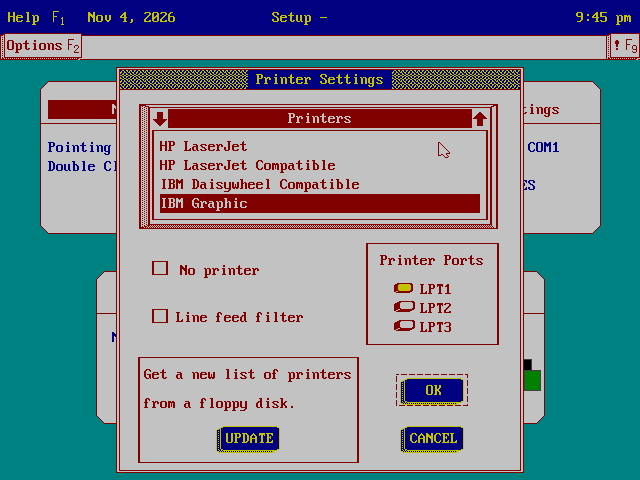 Help F1 Nov 4, 2026 Setup – 9:45 pm
Options F2 ! F9
Printer Settings
Printers
HP LaserJet
HP LaserJet Compatible
IBM Daisywheel Compatible
IBM Graphic
Pointing
Double Cl
tings
COM1
ES
No printer
Line feed filter
Printer Ports
LPT1
LPT2
LPT3
Get a new list of printers
from a floppy disk.
UPDATE
OK
CANCEL